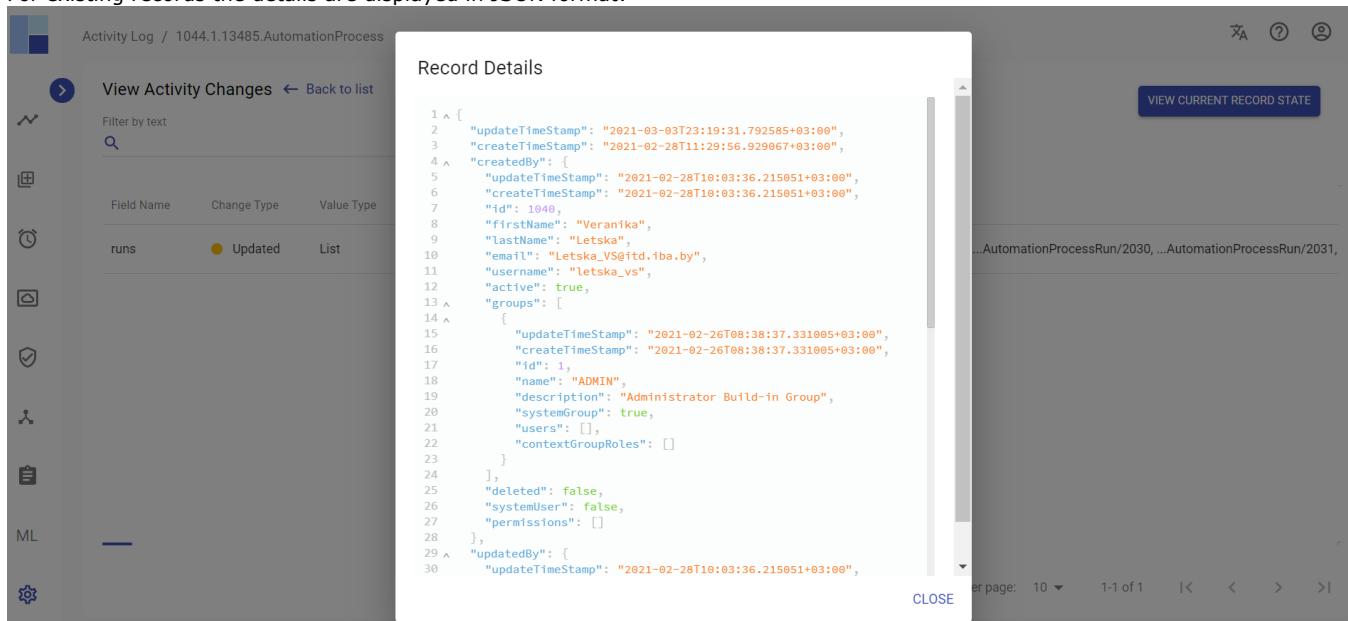 For existing records the details are displayed in JSON format.
Activity Log / 1044.1.13485.AutomationProcess
View Activity Changes ← Back to list
VIEW CURRENT RECORD STATE
Filter by text
Field Name Change Type Value Type
runs Updated List
...AutomationProcessRun/2030, ...AutomationProcessRun/2031,
ML
er page: 10 1-1 of 1
Record Details
1 {
2 "updateTimeStamp": "2021-03-03T23:19:31.792585+03:00",
3 "createTimeStamp": "2021-02-28T11:29:56.929067+03:00",
4 "createdBy": {
5 "updateTimeStamp": "2021-02-28T10:03:36.215051+03:00",
6 "createTimeStamp": "2021-02-28T10:03:36.215051+03:00",
7 "id": 1040,
8 "firstName": "Veranika",
9 "lastName": "Letska",
10 "email": "Letska_VS@itd.iba.by",
11 "username": "letska_vs",
12 "active": true,
13 "groups": [
14 {
15 "updateTimeStamp": "2021-02-26T08:38:37.331005+03:00",
16 "createTimeStamp": "2021-02-26T08:38:37.331005+03:00",
17 "id": 1,
18 "name": "ADMIN",
19 "description": "Administrator Build-in Group",
20 "systemGroup": true,
21 "users": [],
22 "contextGroupRoles": []
23 }
24 ],
25 "deleted": false,
26 "systemUser": false,
27 "permissions": []
28 },
29 "updatedBy": {
30 "updateTimeStamp": "2021-02-28T10:03:36.215051+03:00",
CLOSE